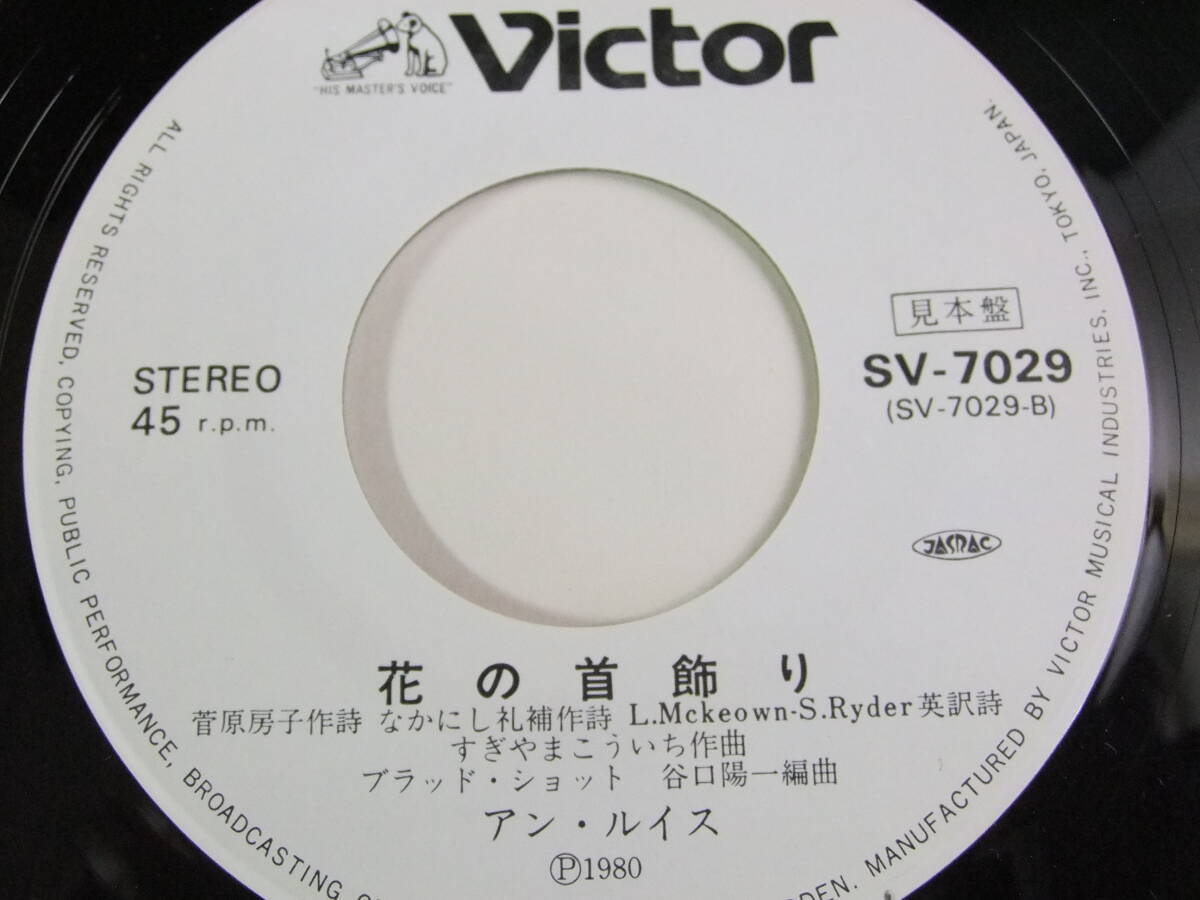 Victor
"HIS MASTER'S VOICE"
見本盤
STEREO
45 r.p.m.
SV-7029
(SV-7029-B)
JASRAC
花の首飾り
菅原房子作詩 なかにし礼補作詩 L.Mckeown-S.Ryder英訳詩
すぎやまこういち作曲
ブラッド・ショット 谷口陽一編曲
アン・ルイス
Ⓟ1980
ALL RIGHTS RESERVED, COPYING, PUBLIC PERFORMANCE, BROADCASTING
MANUFACTURED BY VICTOR MUSICAL INDUSTRIES, INC., TOKYO, JAPAN.